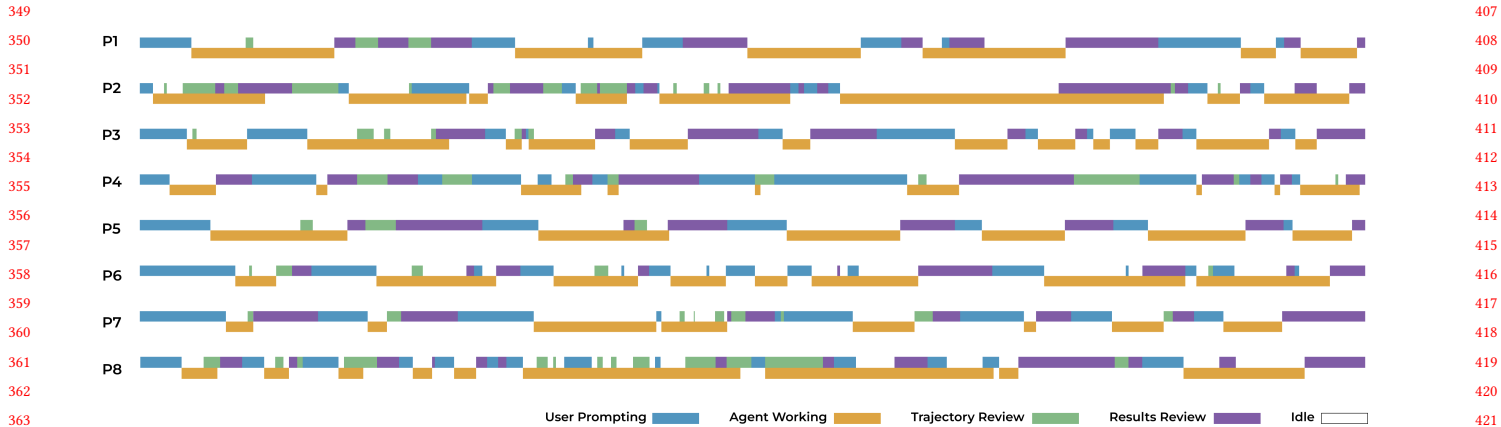 349 407
350 P1 408
351 409
P2
352 410
353 P3 411
354 412
P4
355 413
356 414
P5
357 415
P6
358 416
359 417
P7
360 418
361 419
P8
362 420
363 User Prompting Agent Working Trajectory Review Results Review Idle 421